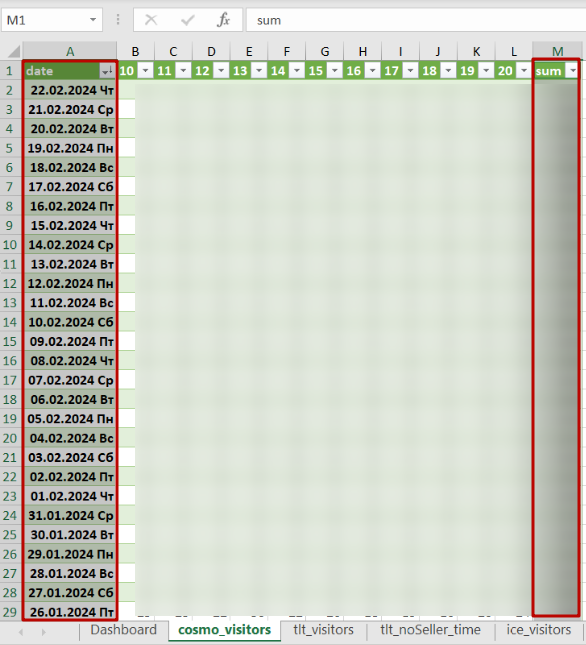 M1 fx sum
A B C D E F G H I J K L M
1 date 10 11 12 13 14 15 16 17 18 19 20 sum
2 22.02.2024 Чт
3 21.02.2024 Ср
4 20.02.2024 Вт
5 19.02.2024 Пн
6 18.02.2024 Вс
7 17.02.2024 Сб
8 16.02.2024 Пт
9 15.02.2024 Чт
10 14.02.2024 Ср
11 13.02.2024 Вт
12 12.02.2024 Пн
13 11.02.2024 Вс
14 10.02.2024 Сб
15 09.02.2024 Пт
16 08.02.2024 Чт
17 07.02.2024 Ср
18 06.02.2024 Вт
19 05.02.2024 Пн
20 04.02.2024 Вс
21 03.02.2024 Сб
22 02.02.2024 Пт
23 01.02.2024 Чт
24 31.01.2024 Ср
25 30.01.2024 Вт
26 29.01.2024 Пн
27 28.01.2024 Вс
28 27.01.2024 Сб
29 26.01.2024 Пт
Dashboard cosmo_visitors tlt_visitors tlt_noSeller_time ice_visitors